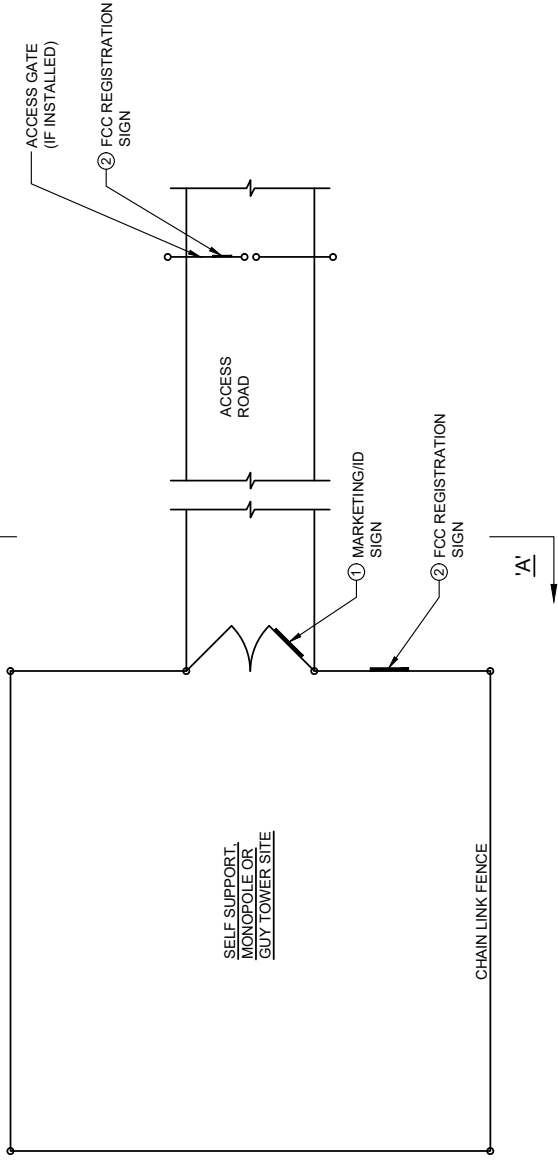 ACCESS GATE
(IF INSTALLED)
② FCC REGISTRATION
SIGN
ACCESS
ROAD
① MARKETING/ID
SIGN
② FCC REGISTRATION
SIGN
'A'
SELF SUPPORT,
MONOPOLE OR
GUY TOWER SITE
CHAIN LINK FENCE